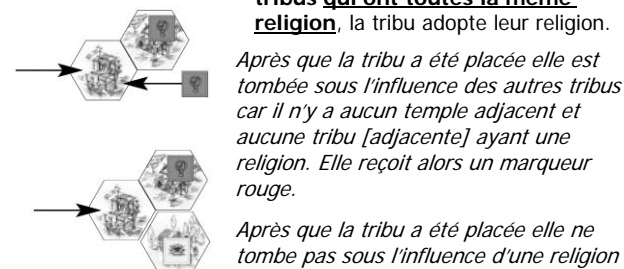 tribus qui ont toutes la même
religion, la tribu adopte leur religion.
Après que la tribu a été placée elle est
tombée sous l'influence des autres tribus
car il n'y a aucun temple adjacent et
aucune tribu [adjacente] ayant une
religion. Elle reçoit alors un marqueur
rouge.
Après que la tribu a été placée elle ne
tombe pas sous l'influence d'une religion